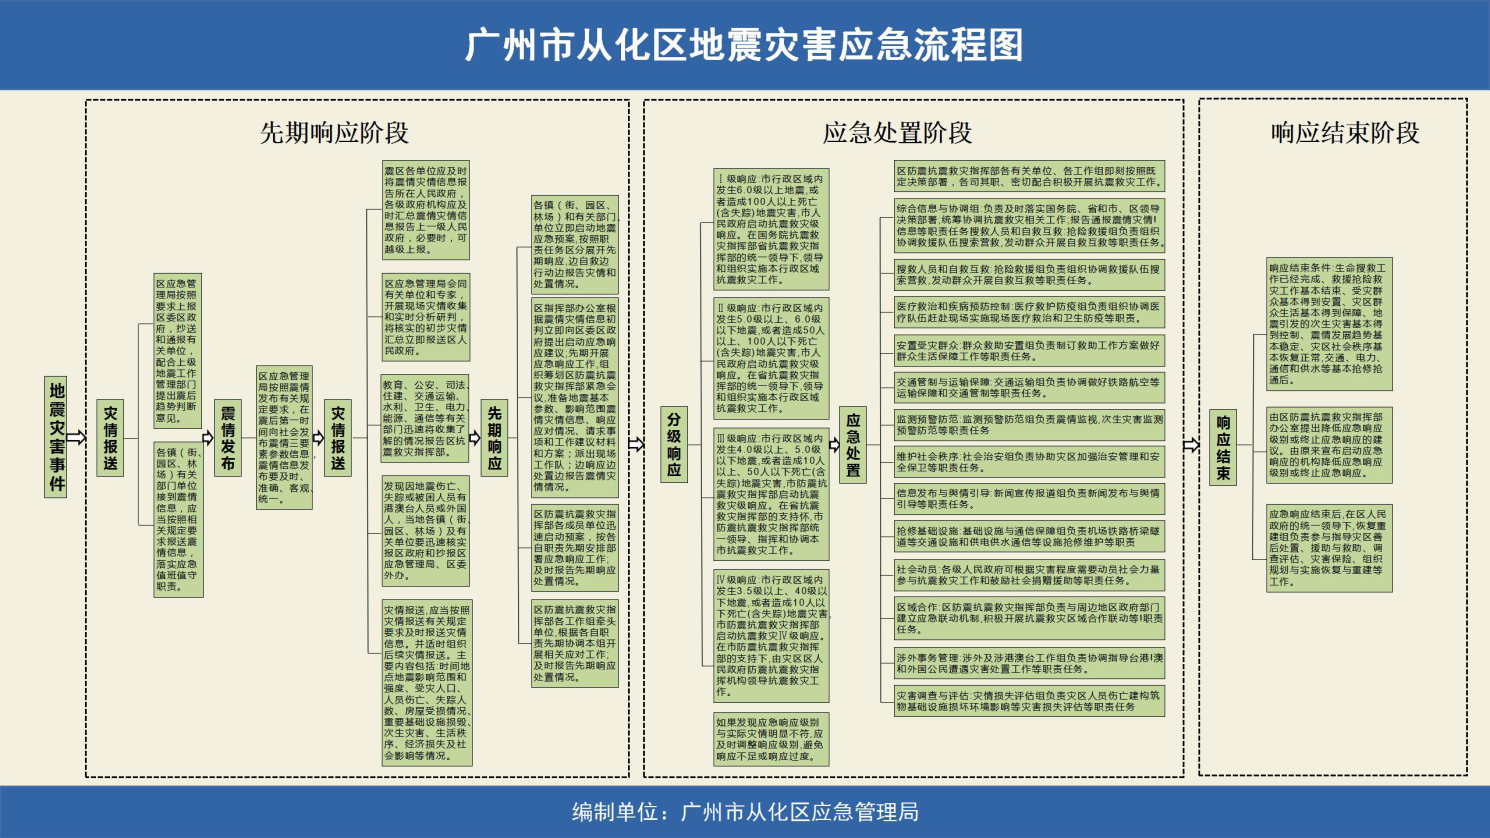 广州市从化区地震灾害应急流程图
先期响应阶段
地震灾害事件
灾情报送
区应急管
理局按照
要求上报
区委区政
府，抄送
和通报有
关单位，
配合上级
地震工作
管理部门
提出震后
趋势判断
意见。
各镇（街、
园区、林
场）有关
部门单位
接到震情
信息，应
当按照相
关规定要
求报送震
情信息，
落实应急
值班值守
职责。
震情发布
区应急管理
局按照震情
发布有关规
定要求，在
震后第一时
间向社会发
布震情三要
素参数信息，
震情信息发
布要及时、
准确、客观、
统一。
灾情报送
震区各单位应及时
将震情灾情信息报
告所在人民政府，
各级政府机构应及
时汇总震情灾情信
息报告上一级人民
政府，必要时，可
越级上报。
区应急管理局会同
有关单位和专家，
开展现场灾情收集
和实时分析研判，
将核实的初步灾情
汇总立即报送区人
民政府。
教育、公安、司法、
住建、交通运输、
水利、卫生、电力、
能源、通信等有关
部门迅速将收集了
解的情况报告区抗
震救灾指挥部。
发现因地震伤亡、
失踪或被困人员有
港澳台人员或外国
人，当地各镇（街、
园区、林场）及有
关单位要迅速核实
报区政府和抄报区
应急管理局、区委
外办。
灾情报送,应当按照
灾情报送有关规定
要求及时报送灾情
信息。并适时组织
后续灾情报送。主
要内容包括:时间地
点地震影响范围和
强度、受灾人口、
人员伤亡、失踪人
数、房屋受损情况、
重要基础设施损毁、
次生灾害、生活秩
序、经济损失及社
会影响等情况。
先期响应
各镇（街、园区、
林场）和有关部门、
单位立即启动地震
应急预案,按照职
责任务区分展开先
期响应,边自救边
行动边报告灾情和
处置情况。
区指挥部办公室根
据震情灾情信息初
判立即向区委区政
府提出启动应急响
应建议;先期开展
应急响应工作,组
织筹划区防震抗震
救灾指挥部紧急会
议,准备地震基本
参数、影响范围震
情灾情信息、响应
应对情况、请求事
项和工作建议材料
和方案；派出现场
工作队；边响应边
处置边报告震情灾
情情况。
区防震抗震救灾指
挥部各成员单位迅
速启动预案，按各
自职责先期安排部
署应急响应工作;
及时报告先期响应
处置情况。
区防震抗震救灾指
挥部各工作组牵头
单位,根据各自职
责先期协调本组开
展相关应对工作;
及时报告先期响应
处置情况。
应急处置阶段
分级响应
Ⅰ级响应:市行政区域内
发生6.0级以上地震,或
者造成100人以上死亡
(含失踪)地震灾害,市人
民政府启动抗震救灾Ⅰ级
响应。在国务院抗震救
灾指挥部省抗震救灾指
挥部的统一领导下,领导
和组织实施本行政区域
抗震救灾工作。
Ⅱ级响应:市行政区域内
发生5.0级以上、6.0级
以下地震,或者造成50人
以上、100人以下死亡
(含失踪)地震灾害,市人
民政府启动抗震救灾Ⅱ级
响应。在省抗震救灾指
挥部的统一领导下,领导
和组织实施本行政区域
抗震救灾工作。
Ⅲ级响应:市行政区域内
发生4.0级以上、5.0级
以下地震,或者造成10人
以上、50人以下死亡(含
失踪)地震灾害,市防震抗
震救灾指挥部启动抗震
救灾Ⅲ级响应。在省抗震
救灾指挥部的支持怀,市
防震抗震救灾指挥部统
一领导、指挥和协调本
市抗震救灾工作。
Ⅳ级响应:市行政区域内
发生3.5级以上、40级以
下地震,或者造成10人以
下死亡(含失踪)地震灾害,
市防震抗震救灾指挥部
启动抗震救灾Ⅳ级响应。
在市防震抗震救灾指挥部
的支持下,由灾区区人
民政府防震抗震救灾指
挥机构领导抗震救灾工
作。
如果发现应急响应级别
与实际灾情明显不符,应
及时调整响应级别,避免
响应不足或响应过度。
应急处置
区防震抗震救灾指挥部各有关单位、各工作组即刻按照既
定决策部署，各司其职、密切配合积极开展抗震救灾工作。
综合信息与协调组:负责及时落实国务院、省和市、区领导
决策部署;统筹协调抗震救灾相关工作;报告通报震情灾情!
信息等职责任务搜救人员和自救互救:抢险救援组负责组织
协调救援队伍搜索营救,发动群众开展自救互救等职责任务。
搜救人员和自救互救:抢险救援组负责组织协调救援队伍搜
索营救,发动群众开展自救互救等职责任务。
医疗救治和疾病预防控制:医疗救护防疫组负责组织协调医
疗队伍赶赴现场实施现场医疗救治和卫生防疫等职责。
安置受灾群众:群众救助安置组负责制订救助工作方案做好
群众生活保障工作等职责任务。
交通管制与运输保障:交通运输组负责协调做好铁路航空等
运输保障和交通管制等职责任务。
监测预警防范:监测预警防范组负责震情监视,次生灾害监测
预警防范等职责任务
维护社会秩序:社会治安组负责协助灾区加强治安管理和安
全保卫等职责任务。
信息发布与舆情引导:新闻宣传报道组负责新闻发布与舆情
引导等职责任务。
抢修基础设施:基础设施与通信保障组负责机场铁路桥梁隧
道等交通设施和供电供水通信等设施抢修维护等职责
社会动员:各级人民政府可根据灾害程度需要动员社会力量
参与抗震救灾工作和鼓励社会捐赠援助等职责任务。
区域合作:区防震抗震救灾指挥部负责与周边地区政府部门
建立应急联动机制,积极开展抗震救灾区域合作联动等!职责
任务。
涉外事务管理:涉外及涉港澳台工作组负责协调指导台港!澳
和外国公民遭遇灾害处置工作等职责任务。
灾害调查与评估:灾情损失评估组负责灾区人员伤亡建构筑
物基础设施损坏环境影响等灾害损失评估等职责任务
响应结束阶段
响应结束
响应结束条件:生命搜救工
作已经完成、救援抢险救
灾工作基本结束、受灾群
众基本得到安置、灾区群
众生活基本得到保障、地
震引发的次生灾害基本得
到控制、震情发展趋势基
本稳定、灾区社会秩序基
本恢复正常,交通、电力、
通信和供水等基本抢修抢
通后。
由区防震抗震救灾指挥部
办公室提出降低应急响应
级别或终止应急响应的建
议。由原来宣布启动应急
响应的机构降低应急响应
级别或终止应急响应。
应急响应结束后,在区人民
政府的统一领导下,恢复重
建组负责参与指导灾区善
后处置、援助与救助、调
查评估、灾害保险、组织
规划与实施恢复与重建等
工作。
编制单位：广州市从化区应急管理局